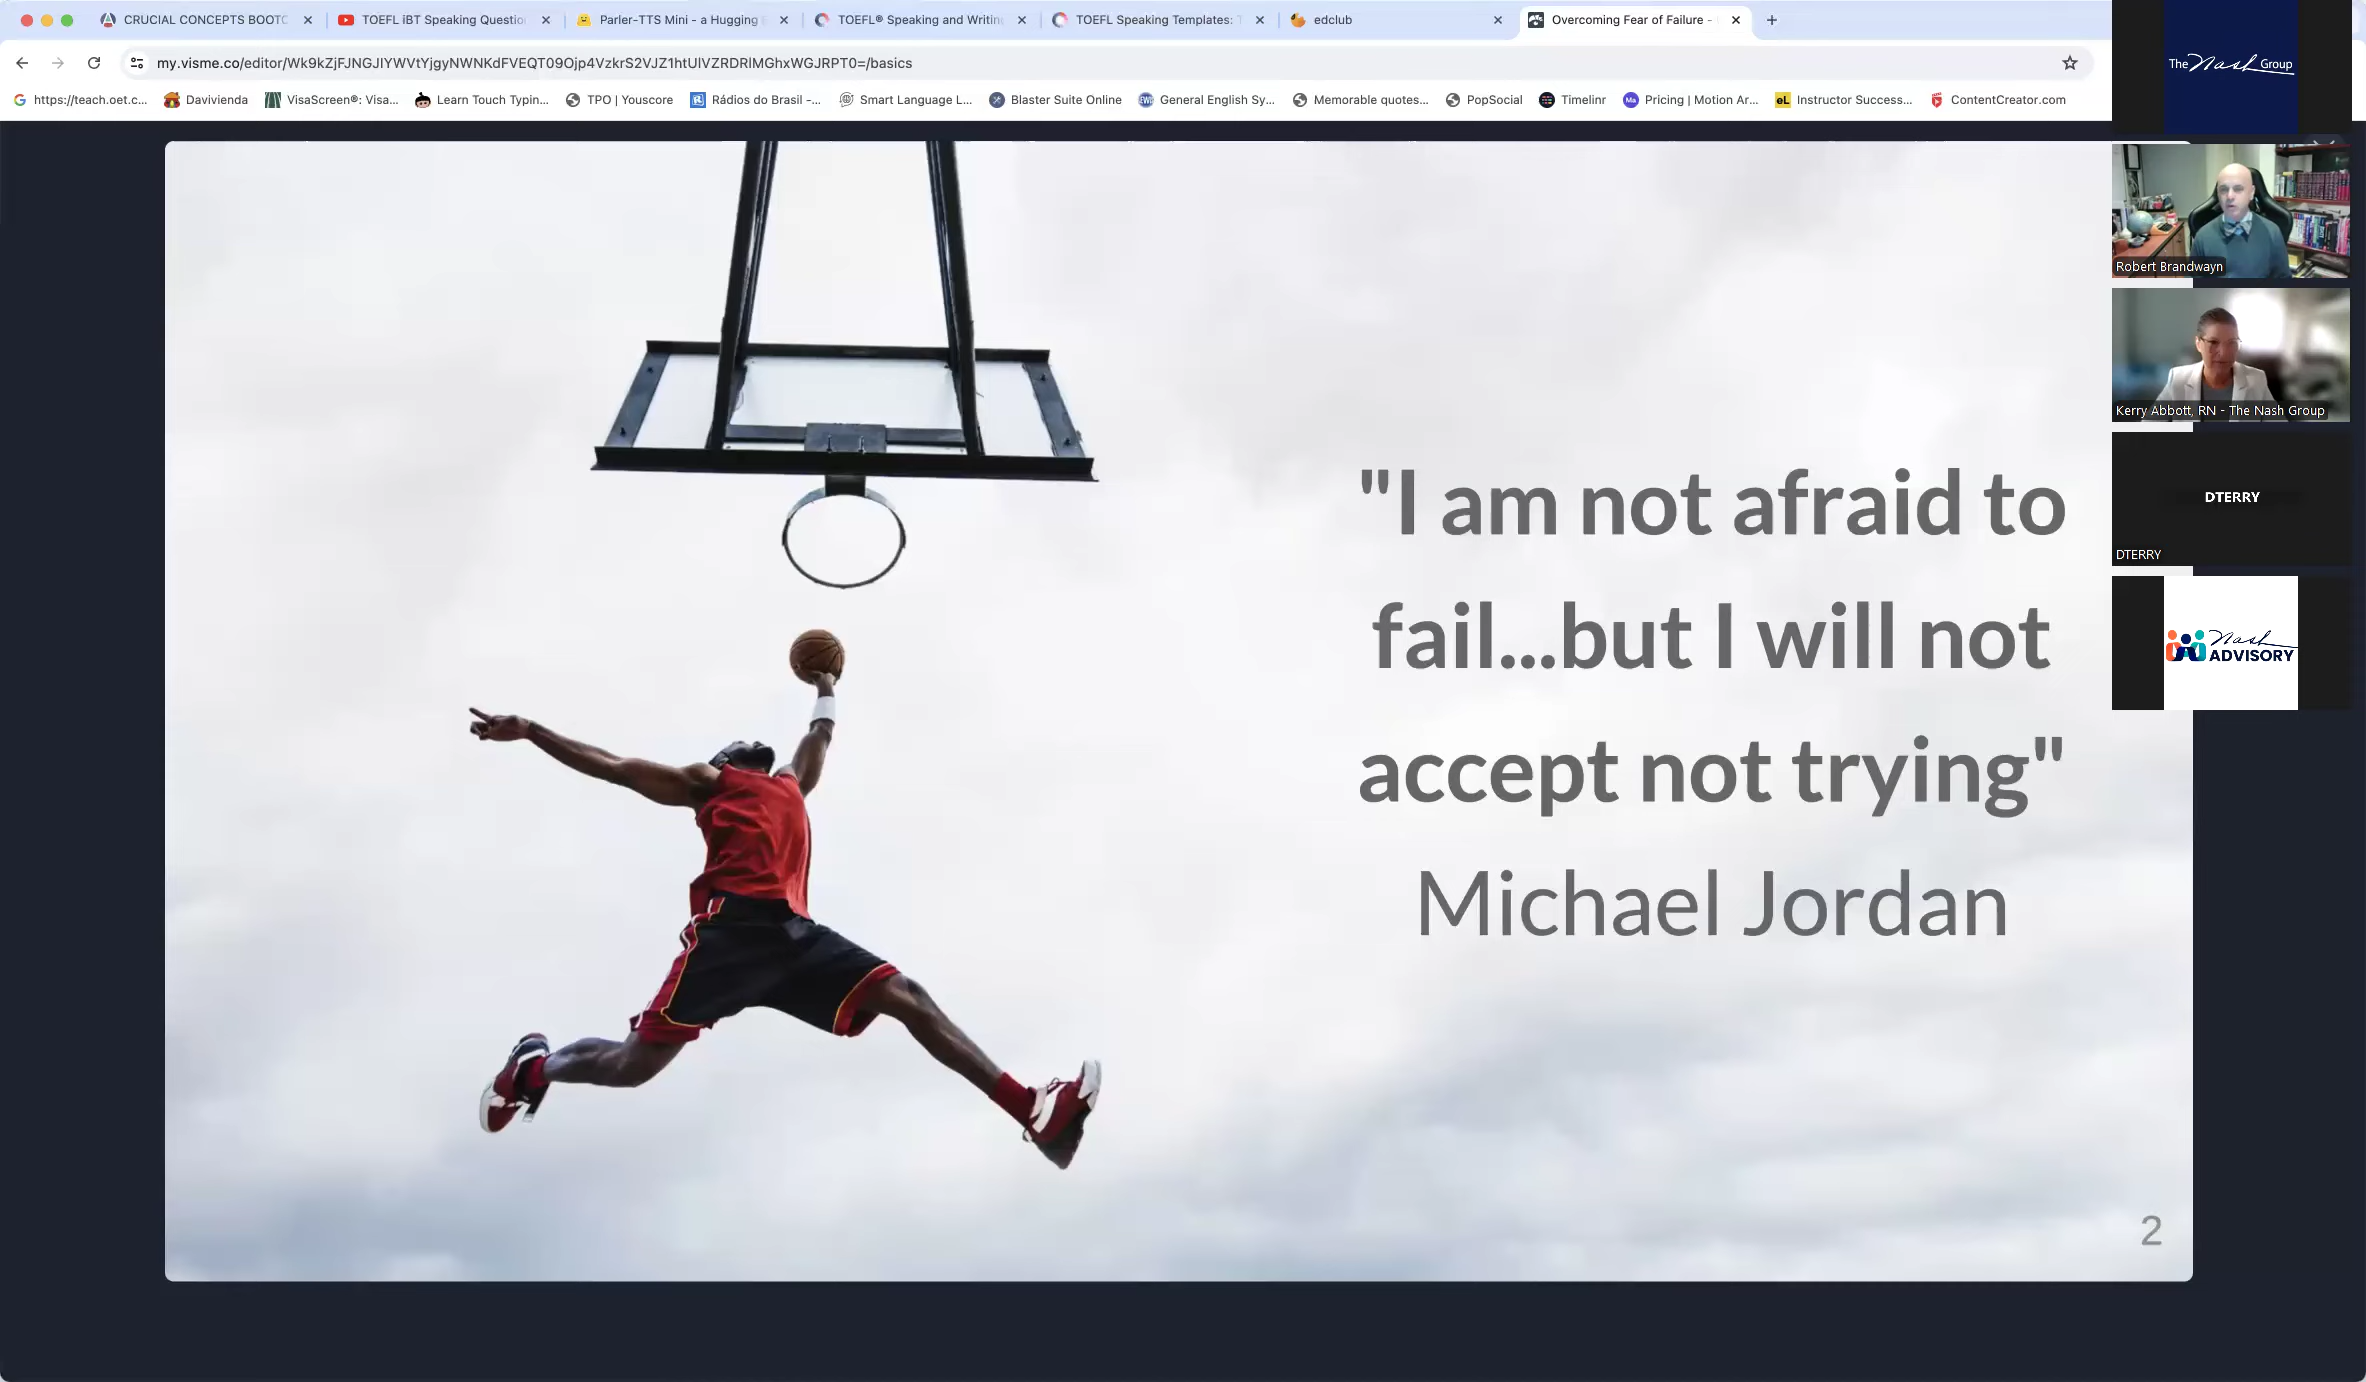 CRUCIAL CONCEPTS BOOTC
TOEFL iBT Speaking Questio
Parler-TTS Mini - a Hugging
TOEFL® Speaking and Writin
TOEFL Speaking Templates:
edclub
Overcoming Fear of Failure -
my.visme.co/editor/Wk9kZjFJNGJIYWVtYjgyNWNKdFVEQT09Ojp4VzkrS2VJZ1htUlVZRDRlMGhxWGJRPT0=/basics
https://teach.oet.c...
Davivienda
VisaScreen®: Visa...
Learn Touch Typin...
TPO | Youscore
Rádios do Brasil -...
Smart Language L...
Blaster Suite Online
General English Sy...
Memorable quotes...
PopSocial
Timelinr
Pricing | Motion Ar...
Instructor Success...
ContentCreator.com
The Nash Group
Robert Brandwayn
Kerry Abbott, RN - The Nash Group
DTERRY
DTERRY
Nash
ADVISORY
"I am not afraid to
fail...but I will not
accept not trying"
Michael Jordan
2